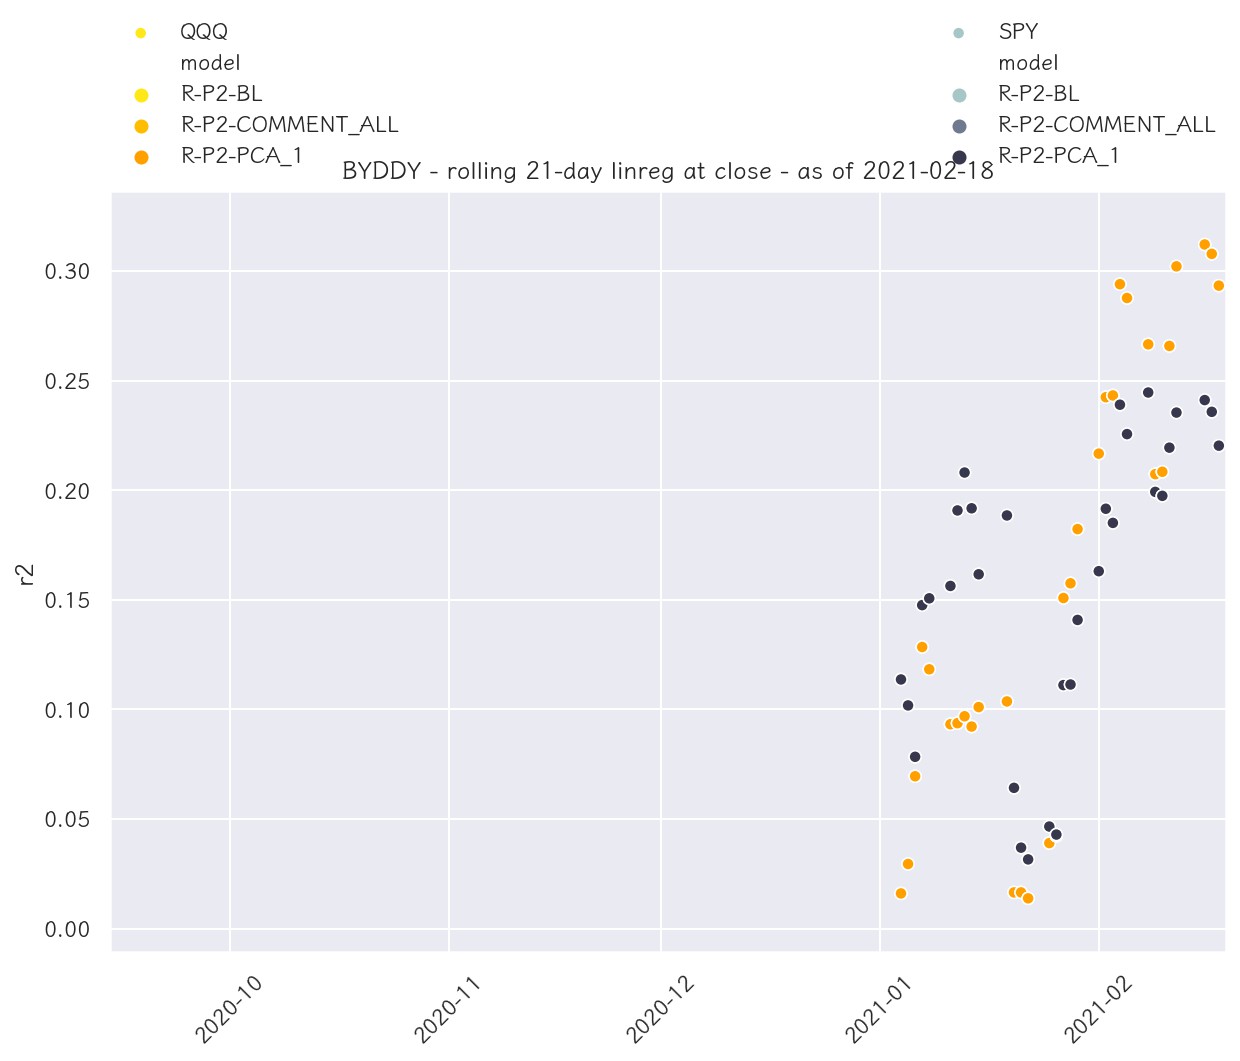 QQQ
model
R-P2-BL
R-P2-COMMENT_ALL
R-P2-PCA_1
SPY
model
R-P2-BL
R-P2-COMMENT_ALL
R-P2-PCA_1
BYDDY - rolling 21-day linreg at close - as of 2021-02-18
r2
0.30
0.25
0.20
0.15
0.10
0.05
0.00
2020-10
2020-11
2020-12
2021-01
2021-02